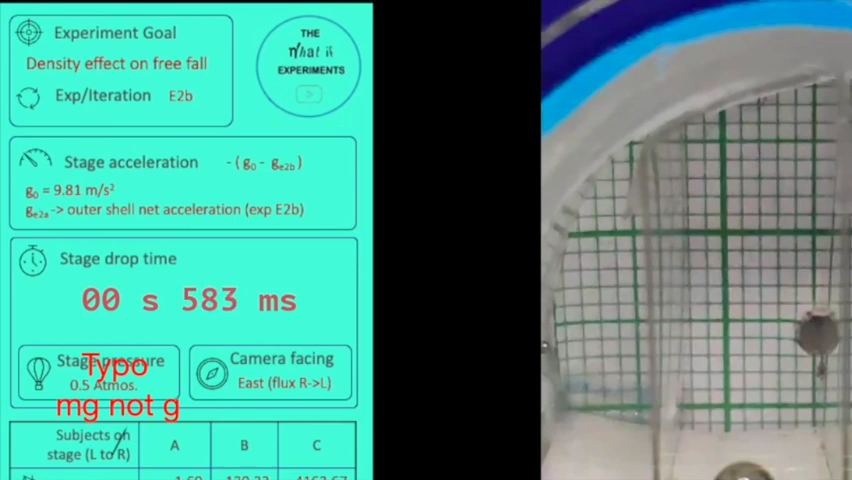 Experiment Goal
Density effect on free fall
Exp/Iteration E2b
THE
What if
EXPERIMENTS
Stage acceleration - ( g₀ - gₑ₂ᵦ )
g₀ = 9.81 m/s²
gₑ₂ₐ -> outer shell net acceleration (exp E2b)
Stage drop time
00 s 583 ms
Stage pressure
0.5 Atmos.
Typo
mg not g
Camera facing
East (flux R->L)
Subjects on
stage (L to R)
A B C